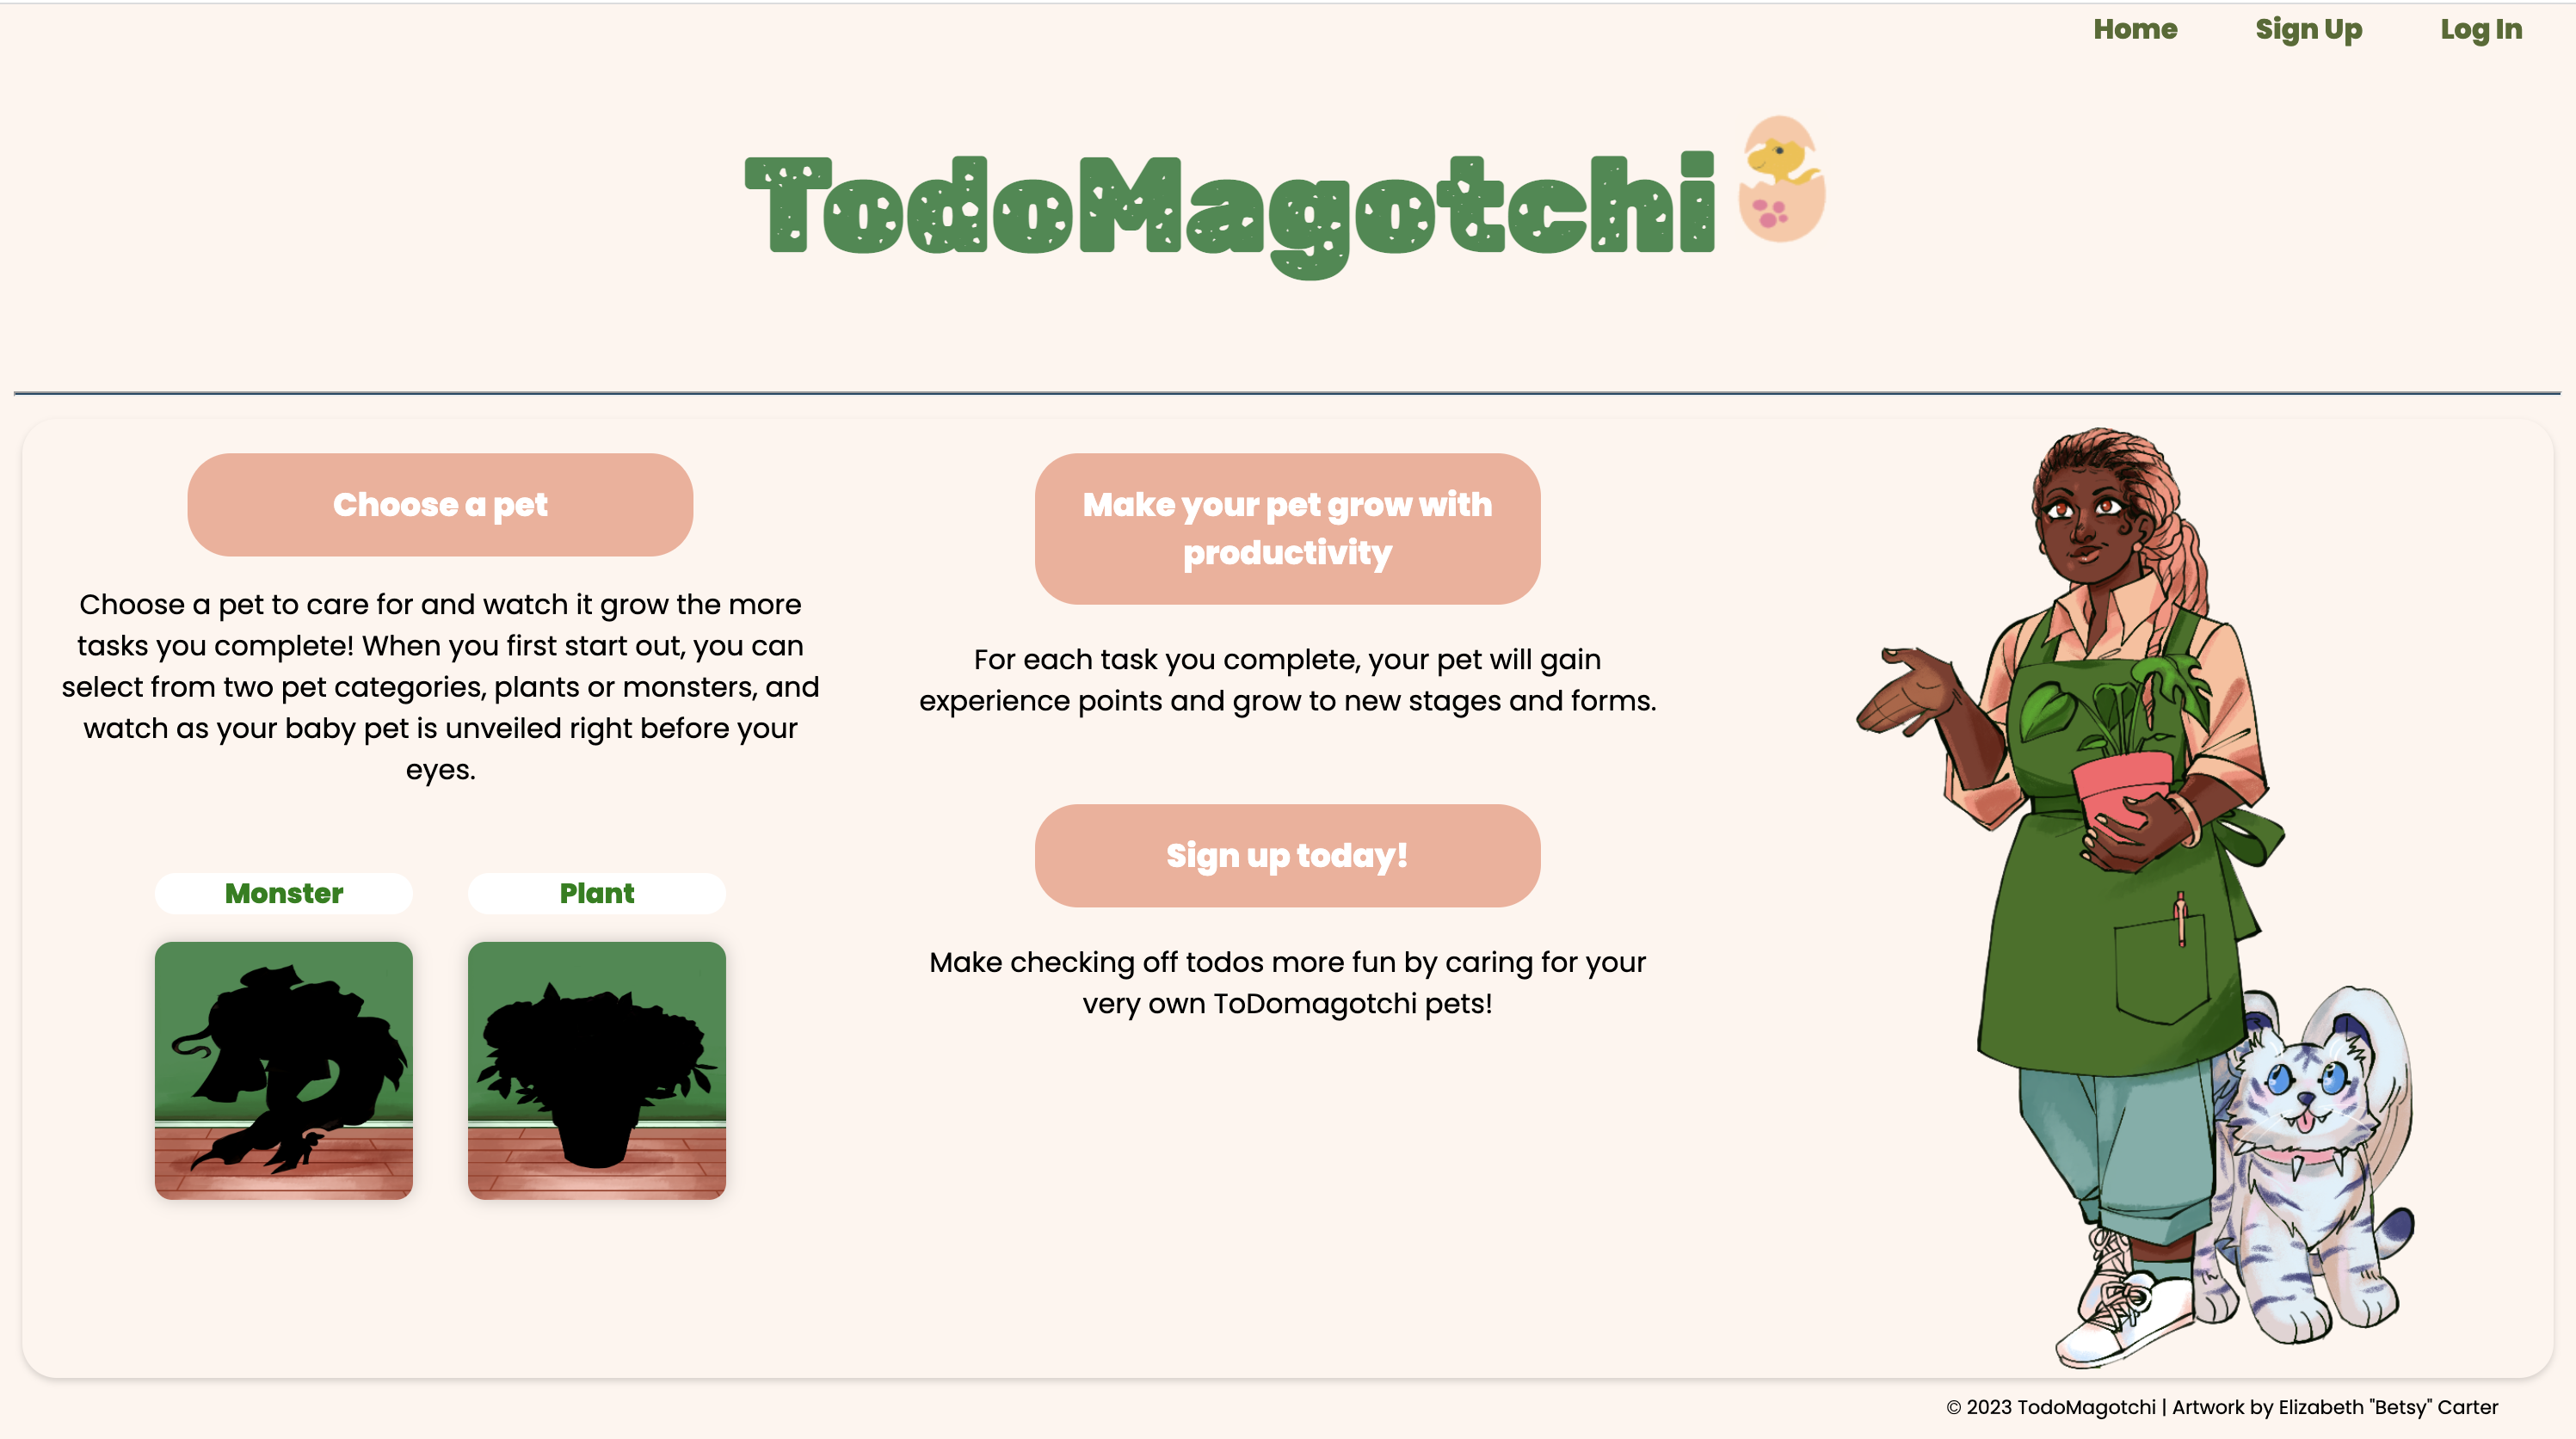 Home Sign Up Log In
TodoMagotchi
Choose a pet
Choose a pet to care for and watch it grow the more
tasks you complete! When you first start out, you can
select from two pet categories, plants or monsters, and
watch as your baby pet is unveiled right before your
eyes.
Monster Plant
Make your pet grow with
productivity
For each task you complete, your pet will gain
experience points and grow to new stages and forms.
Sign up today!
Make checking off todos more fun by caring for your
very own ToDomagotchi pets!
© 2023 TodoMagotchi | Artwork by Elizabeth "Betsy" Carter